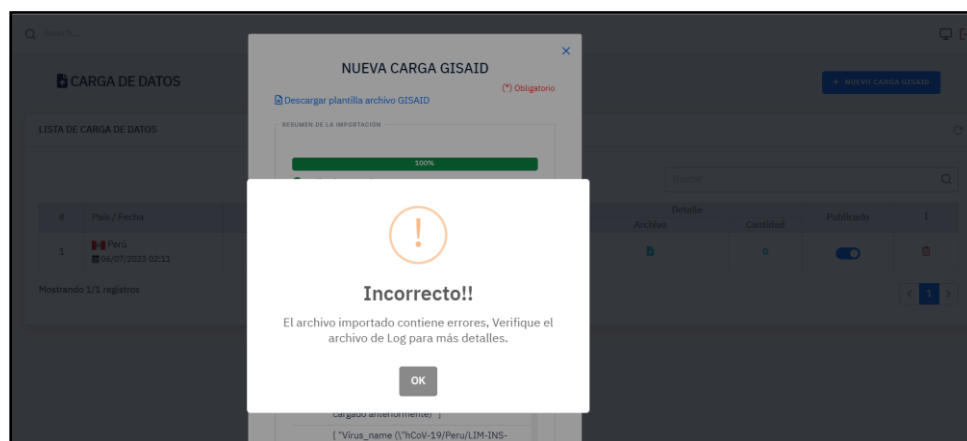 Search...
CARGA DE DATOS
+ NUEVO CARGA GISAID
LISTA DE CARGA DE DATOS
Buscar
# País / Fecha
Detalle
Archivo Cantidad
Publicado
1 Perú
06/07/2023 02:11
0
Mostrando 1/1 registros
< 1 >
×
NUEVA CARGA GISAID
(*) Obligatorio
Descargar plantilla archivo GISAID
RESUMEN DE LA IMPORTACIÓN
100%
!
Incorrecto!!
El archivo importado contiene errores, Verifique el
archivo de Log para más detalles.
OK
cargado anteriormente) ]
[ "Virus_name (\"hCoV-19/Peru/LIM-INS-